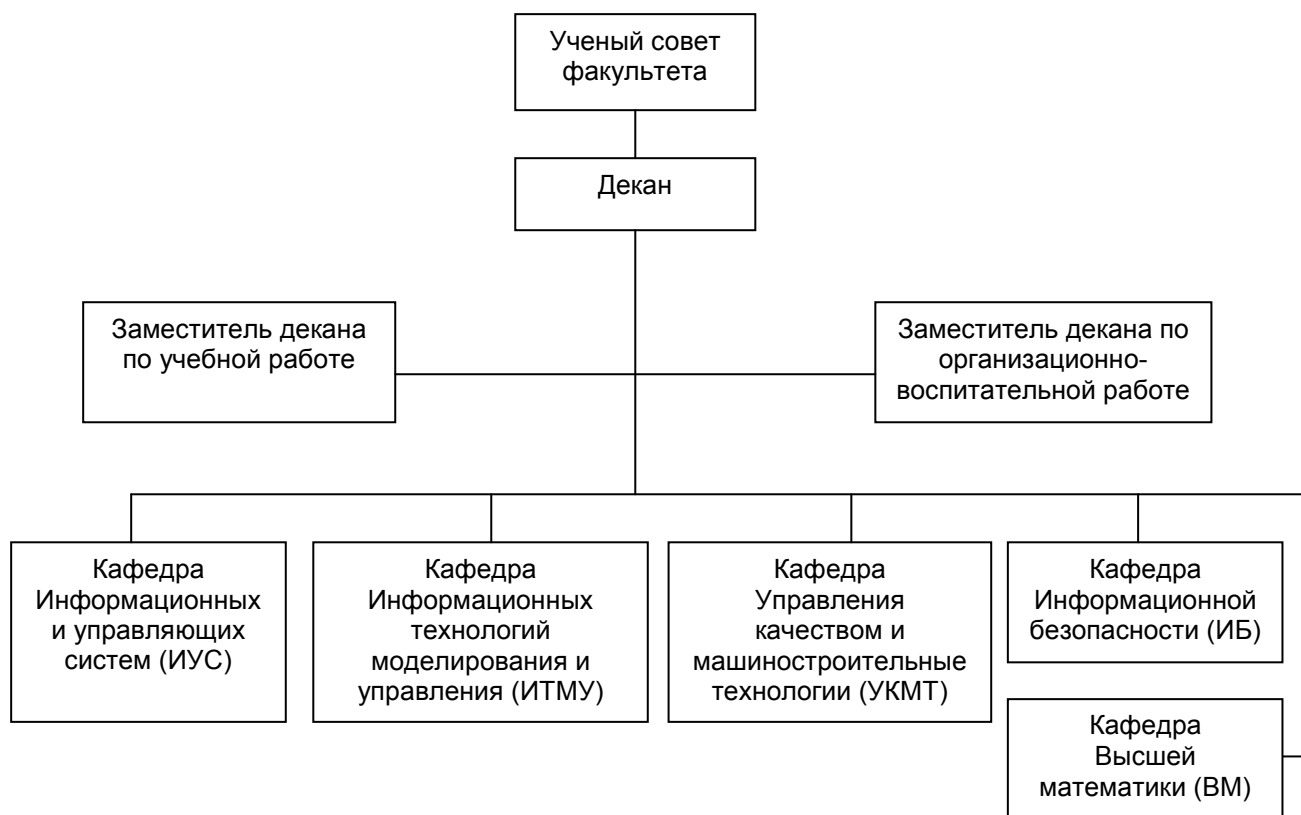 Ученый совет
факультета
Декан
Заместитель декана
по учебной работе
Заместитель декана по
организационно-
воспитательной работе
Кафедра
Информационных
и управляющих
систем (ИУС)
Кафедра
Информационных
технологий
моделирования и
управления (ИТМУ)
Кафедра
Управления
качеством и
машиностроительные
технологии (УКМТ)
Кафедра
Информационной
безопасности (ИБ)
Кафедра
Высшей
математики (ВМ)